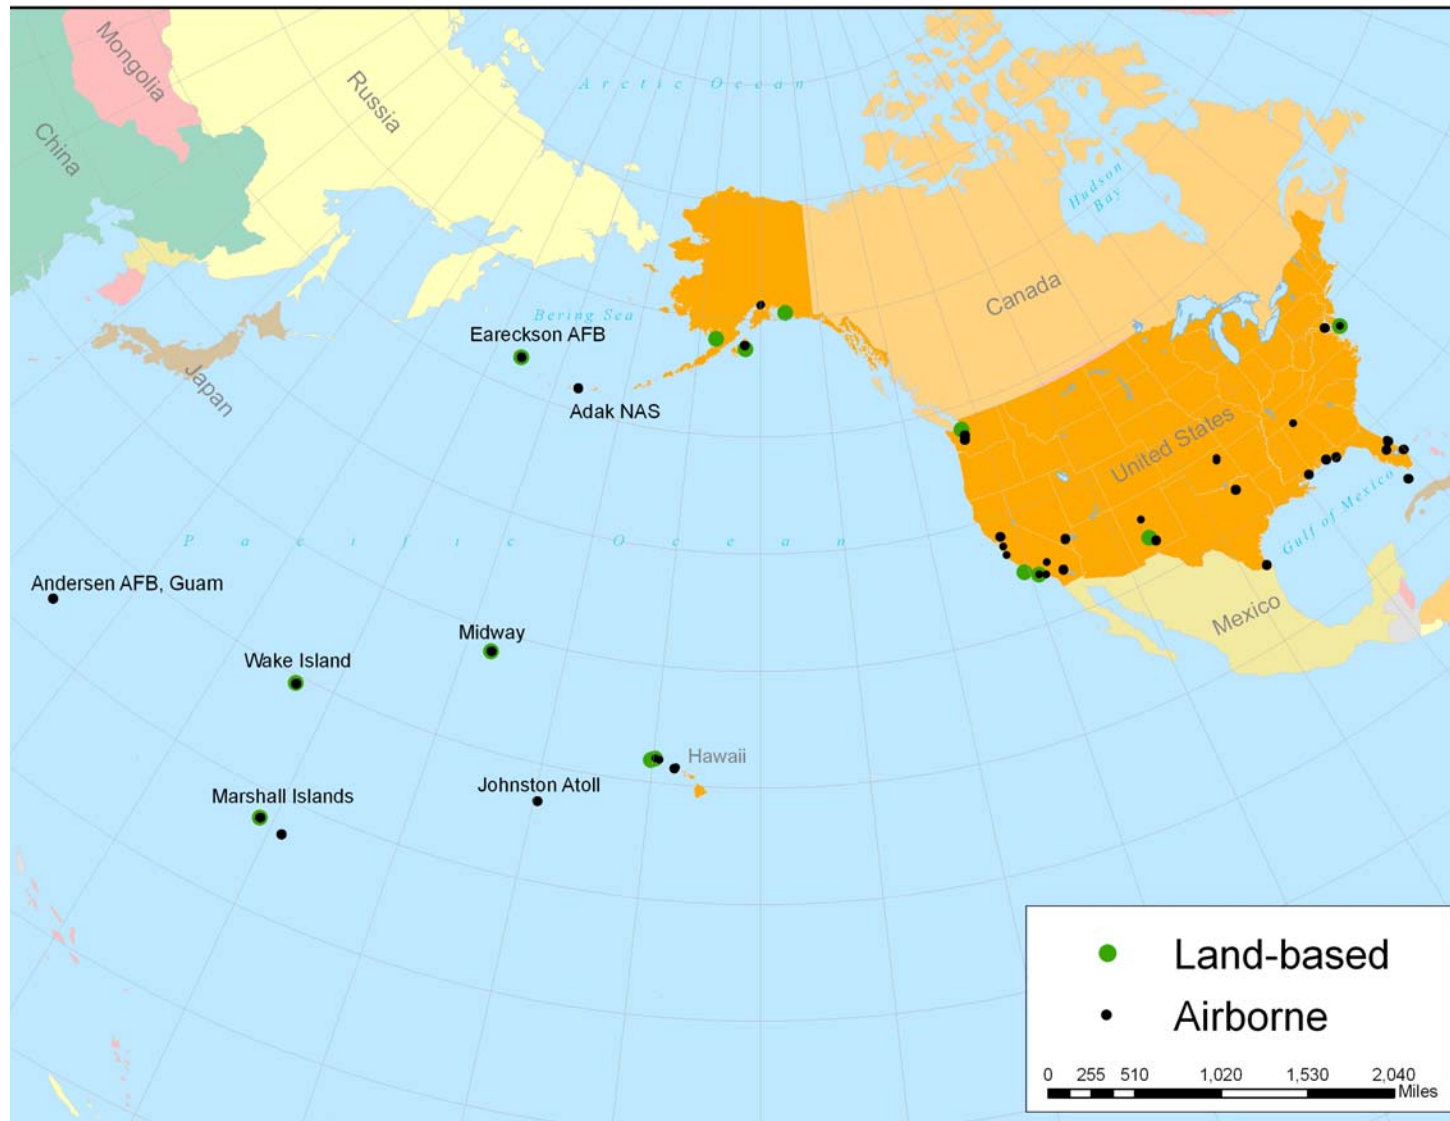 Mongolia
Russia
Arctic Ocean
China
Hudson
Bay
Canada
Bering Sea
Eareckson AFB
Japan
Adak NAS
United States
Gulf of Mexico
Pacific Ocean
Andersen AFB, Guam
Mexico
Midway
Wake Island
Hawaii
Johnston Atoll
Marshall Islands
Land-based
Airborne
0 255 510 1,020 1,530 2,040
Miles